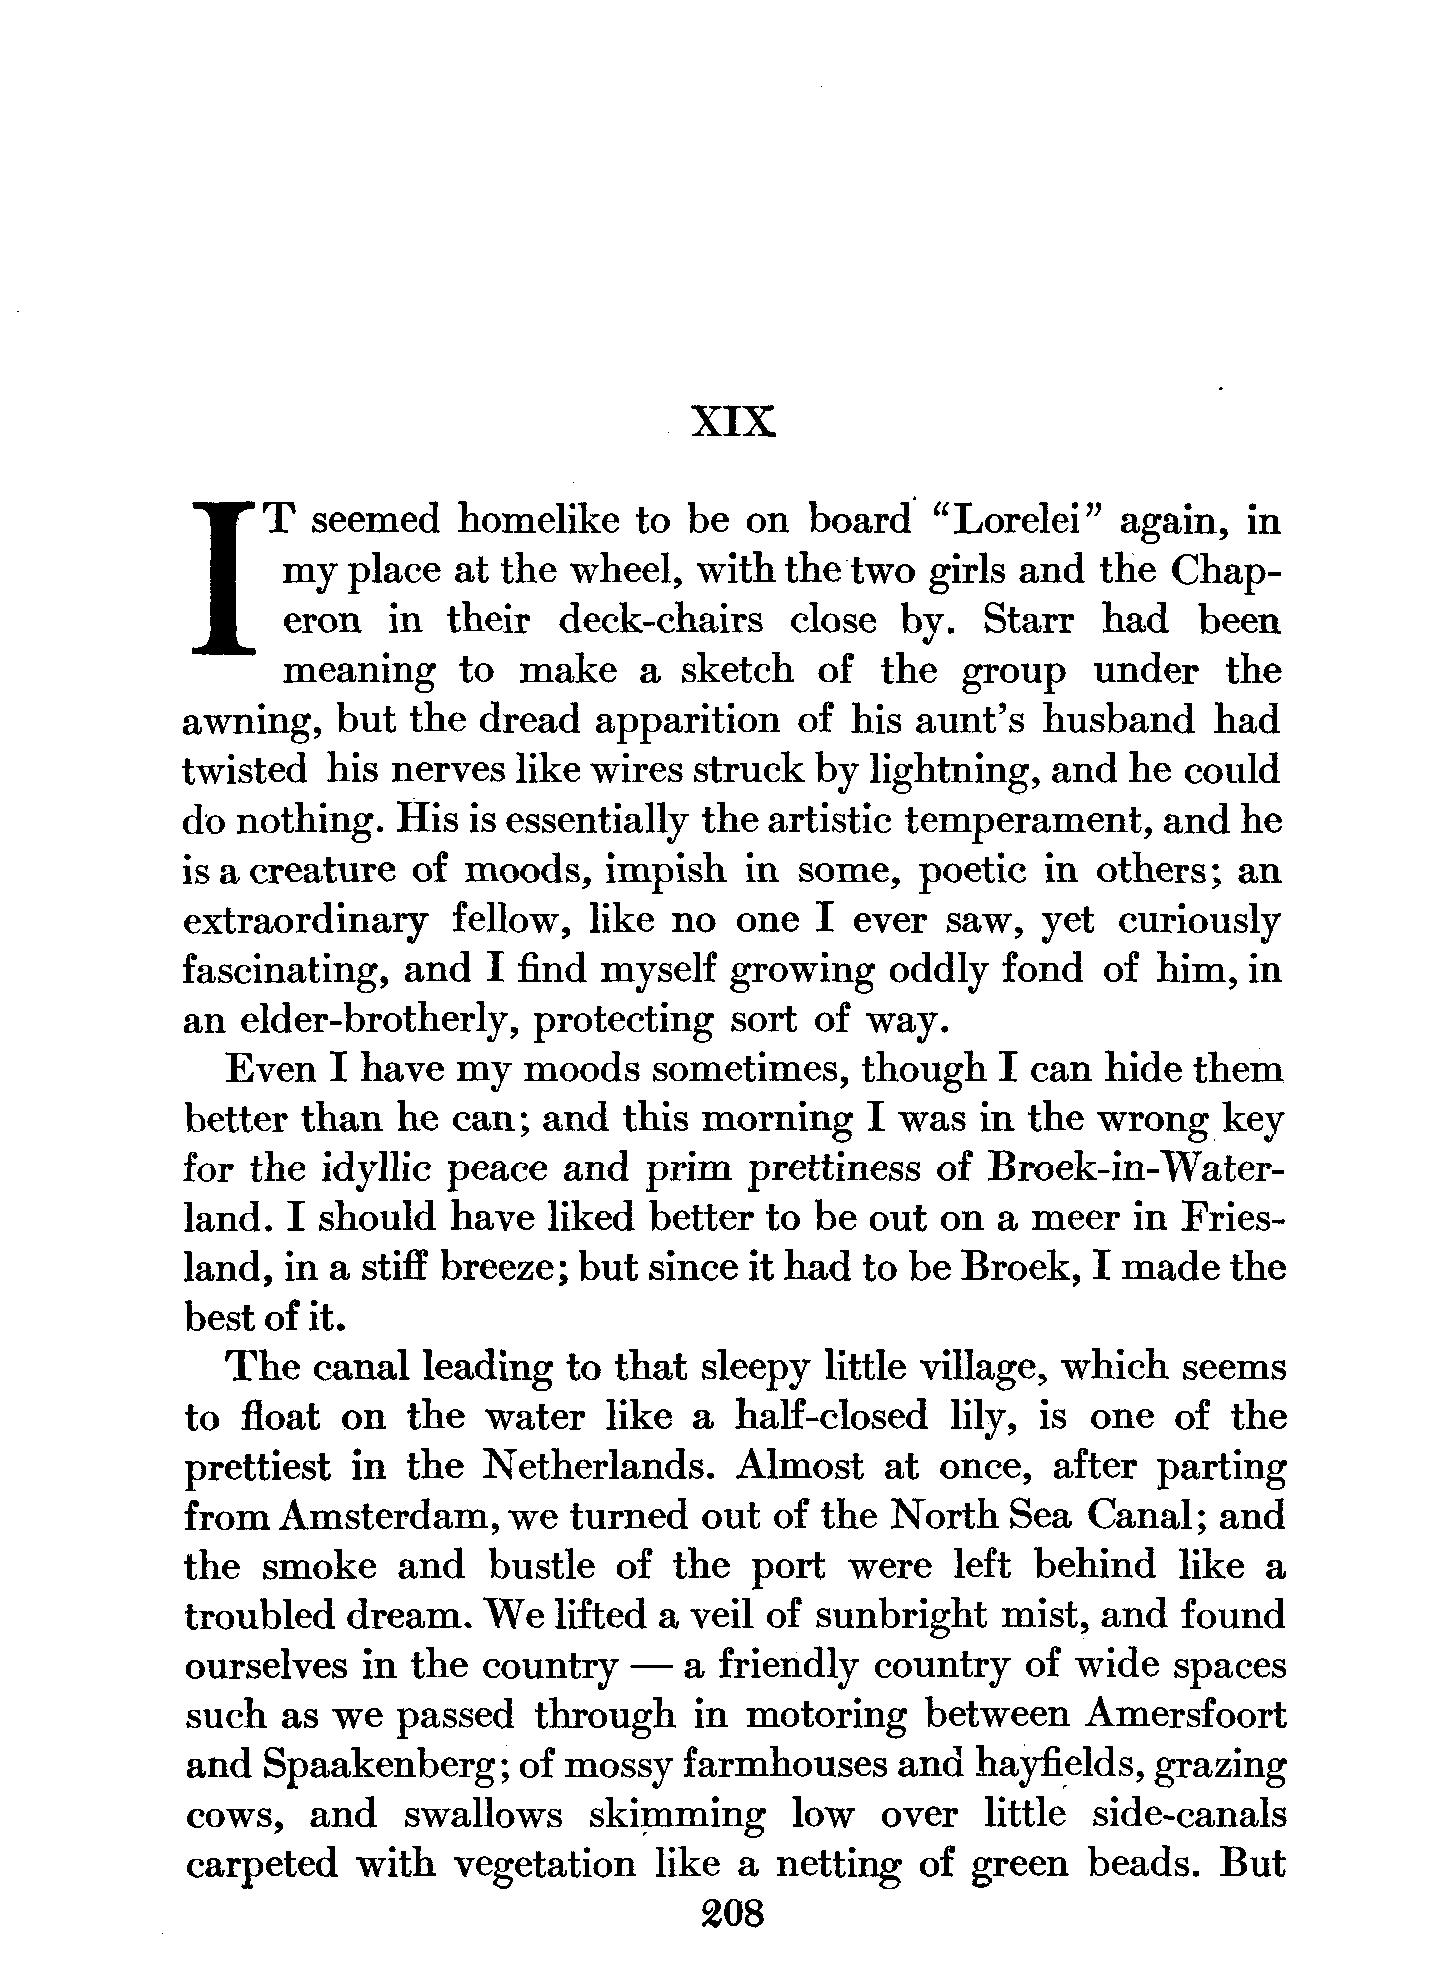 XIX
IT seemed homelike to be on board “Lorelei” again, in
my place at the wheel, with the two girls and the Chap-
eron in their deck-chairs close by. Starr had been
meaning to make a sketch of the group under the
awning, but the dread apparition of his aunt’s husband had
twisted his nerves like wires struck by lightning, and he could
do nothing. His is essentially the artistic temperament, and he
is a creature of moods, impish in some, poetic in others; an
extraordinary fellow, like no one I ever saw, yet curiously
fascinating, and I find myself growing oddly fond of him, in
an elder-brotherly, protecting sort of way.
Even I have my moods sometimes, though I can hide them
better than he can; and this morning I was in the wrong key
for the idyllic peace and prim prettiness of Broek-in-Water-
land. I should have liked better to be out on a meer in Fries-
land, in a stiff breeze; but since it had to be Broek, I made the
best of it.
The canal leading to that sleepy little village, which seems
to float on the water like a half-closed lily, is one of the
prettiest in the Netherlands. Almost at once, after parting
from Amsterdam, we turned out of the North Sea Canal; and
the smoke and bustle of the port were left behind like a
troubled dream. We lifted a veil of sunbright mist, and found
ourselves in the country — a friendly country of wide spaces
such as we passed through in motoring between Amersfoort
and Spaakenberg; of mossy farmhouses and hayfields, grazing
cows, and swallows skimming low over little side-canals
carpeted with vegetation like a netting of green beads. But
208